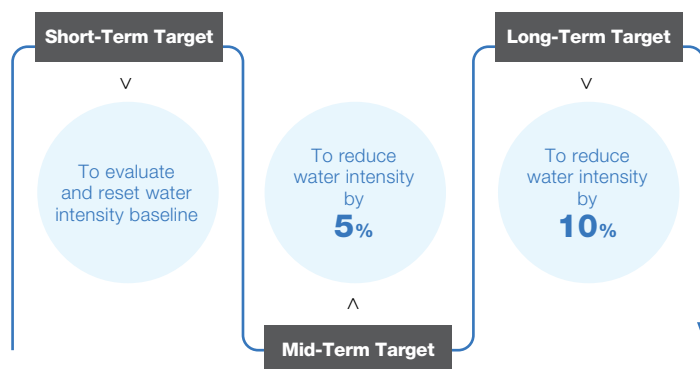 Short-Term Target
To evaluate
and reset water
intensity baseline
To reduce
water intensity
by
5%
Mid-Term Target
Long-Term Target
To reduce
water intensity
by
10%